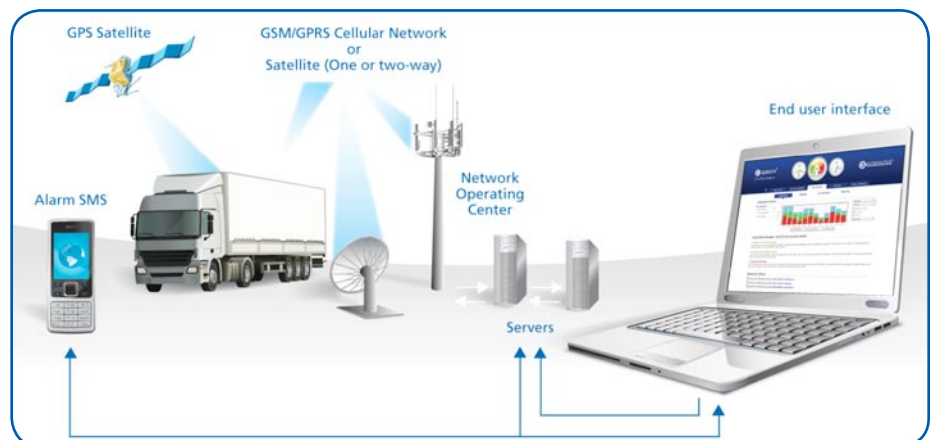 GPS Satellite
GSM/GPRS Cellular Network
or
Satellite (One or two-way)
End user interface
Network
Operating
Center
Alarm SMS
Servers